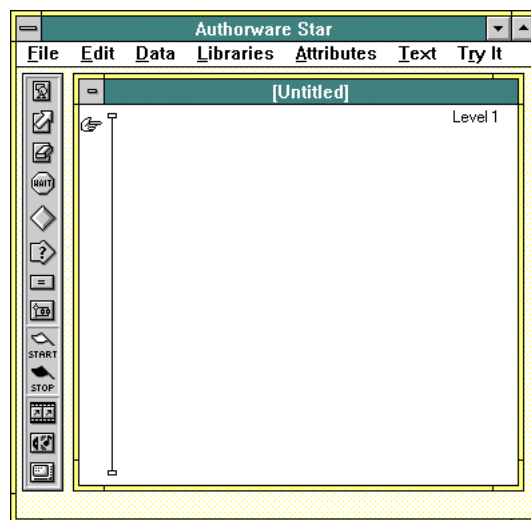 Authorware Star
File Edit Data Libraries Attributes Text Try It
[Untitled]
Level 1
WAIT
?
=
START
STOP